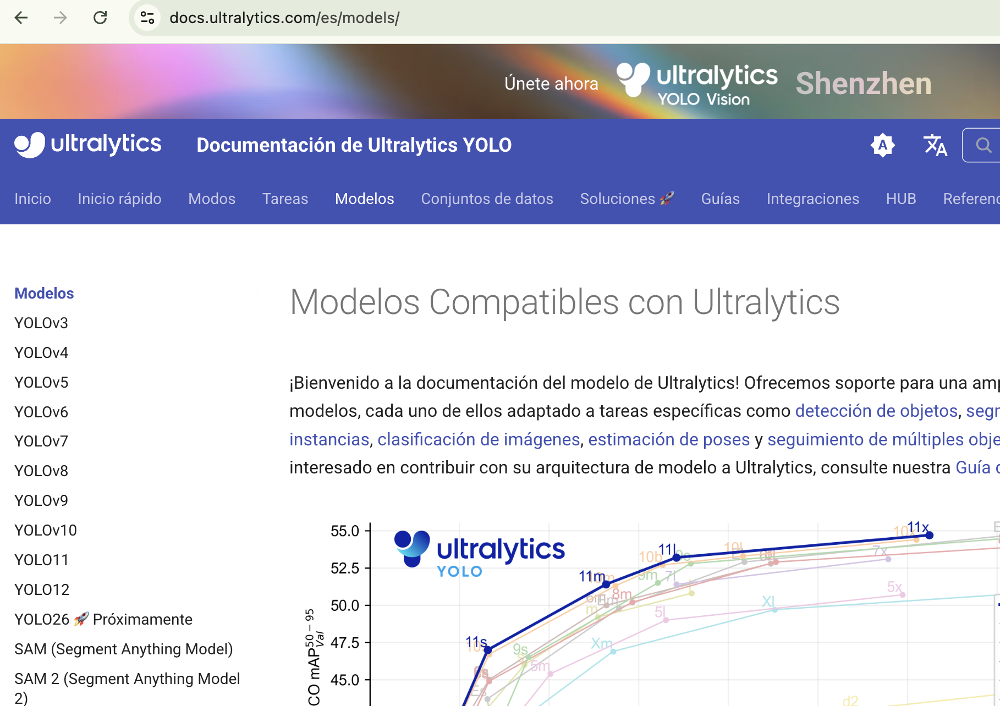 docs.ultralytics.com/es/models/
Únete ahora
ultralytics
YOLO Vision
Shenzhen
ultralytics
Documentación de Ultralytics YOLO
A
Inicio
Inicio rápido
Modos
Tareas
Modelos
Conjuntos de datos
Soluciones 🚀
Guías
Integraciones
HUB
Modelos
YOLOv3
YOLOv4
YOLOv5
YOLOv6
YOLOv7
YOLOv8
YOLOv9
YOLOv10
YOLO11
YOLO12
YOLO26 🚀 Próximamente
SAM (Segment Anything Model)
SAM 2 (Segment Anything Model
2)
Modelos Compatibles con Ultralytics
¡Bienvenido a la documentación del modelo de Ultralytics! Ofrecemos soporte para una
modelos, cada uno de ellos adaptado a tareas específicas como detección de objetos,
instancias, clasificación de imágenes, estimación de poses y seguimiento de múltiples
interesado en contribuir con su arquitectura de modelo a Ultralytics, consulte nuestra Guía
ultralytics
YOLO
55.0
52.5
50.0
47.5
45.0
CO mAP 50-95
Val
11x
10x
11l
10b
10l
7x
11m
9m
7l
8m
5x
Xl
m
5l
11s
9s
Xm
5m
Es
d2